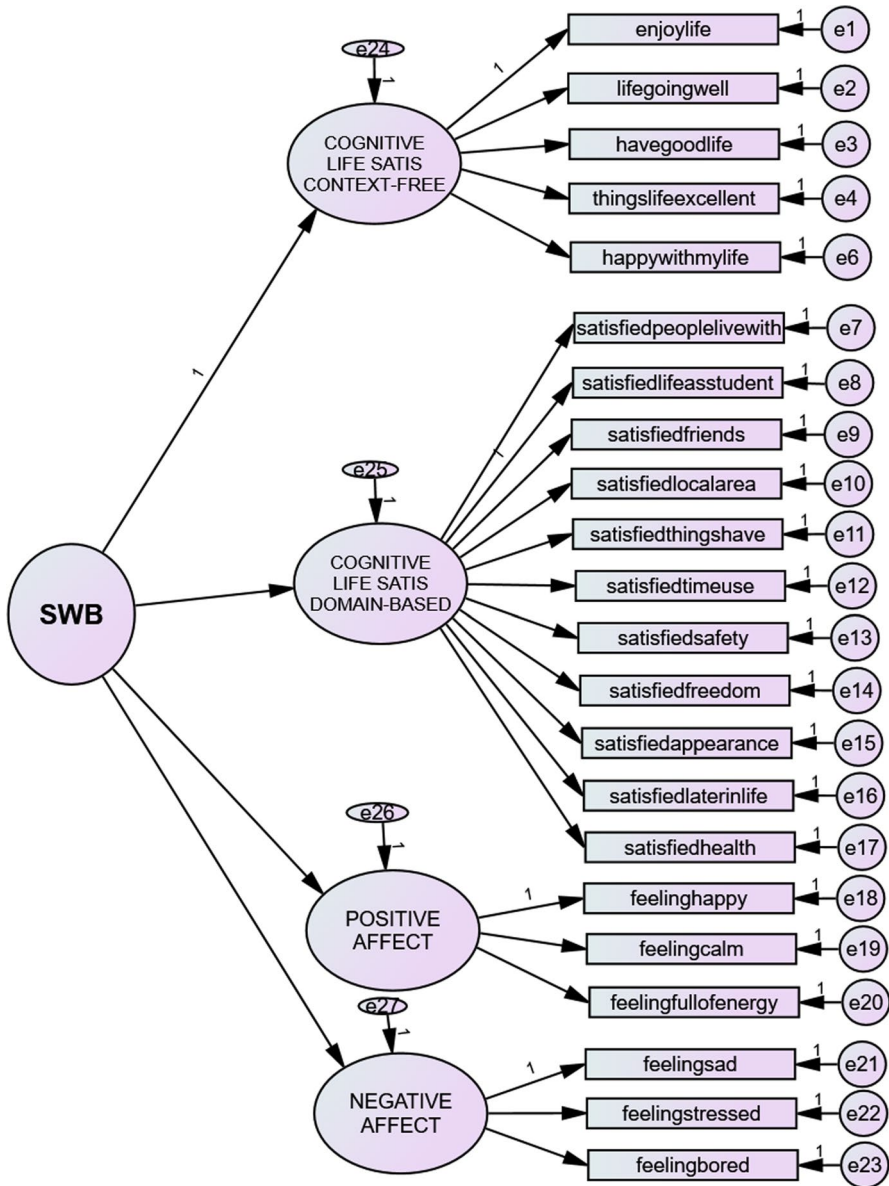 e24
1
COGNITIVE
LIFE SATIS
CONTEXT-FREE
1
enjoylife
1
e1
lifegoingwell
1
e2
havegoodlife
1
e3
thingslifeexcellent
1
e4
happywithmylife
1
e6
1
SWB
e25
1
COGNITIVE
LIFE SATIS
DOMAIN-BASED
1
satisfiedpeoplelivewith
1
e7
satisfiedlifeasstudent
1
e8
satisfiedfriends
1
e9
satisfiedlocalarea
1
e10
satisfiedthingshave
1
e11
satisfiedtimeuse
1
e12
satisfiedsafety
1
e13
satisfiedfreedom
1
e14
satisfiedappearance
1
e15
satisfiedlaterinlife
1
e16
satisfiedhealth
1
e17
e26
1
POSITIVE
AFFECT
1
feelinghappy
1
e18
feelingcalm
1
e19
feelingfullofenergy
1
e20
e27
1
NEGATIVE
AFFECT
1
feelingsad
1
e21
feelingstressed
1
e22
feelingbored
1
e23